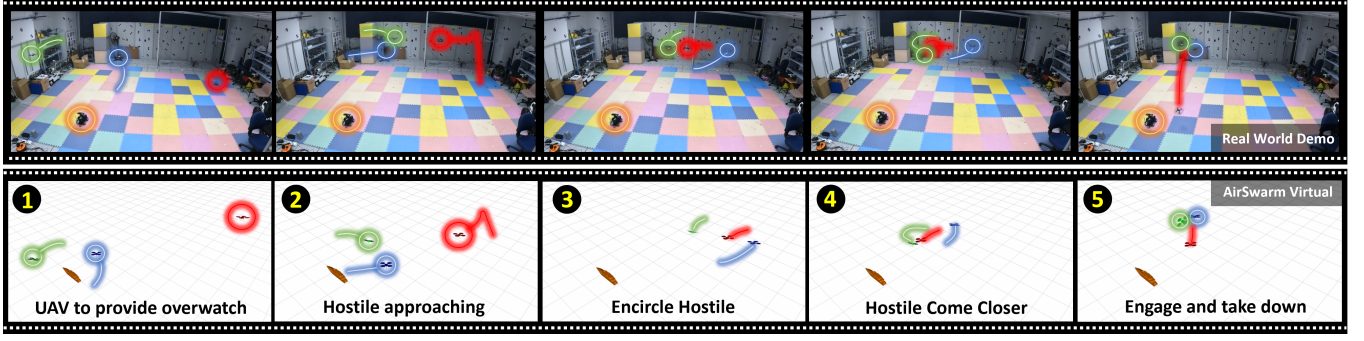 Real World Demo
AirSwarm Virtual
1
2
3
4
5
UAV to provide overwatch
Hostile approaching
Encircle Hostile
Hostile Come Closer
Engage and take down